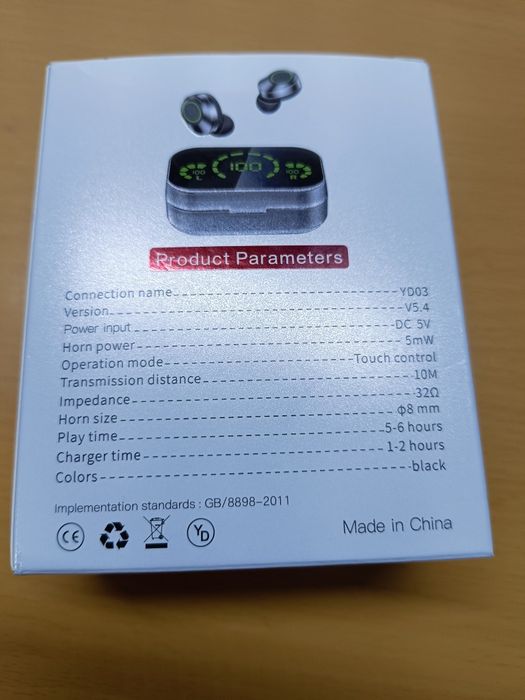 100
100
L
100
R
Product Parameters
Connection name YD03
Version V5.4
Power input DC 5V
Horn power 5mW
Operation mode Touch control
Transmission distance 10M
Impedance 32Ω
Horn size ф8 mm
Play time 5-6 hours
Charger time 1-2 hours
Colors black
Implementation standards : GB/8898-2011
CE
YD
Made in China